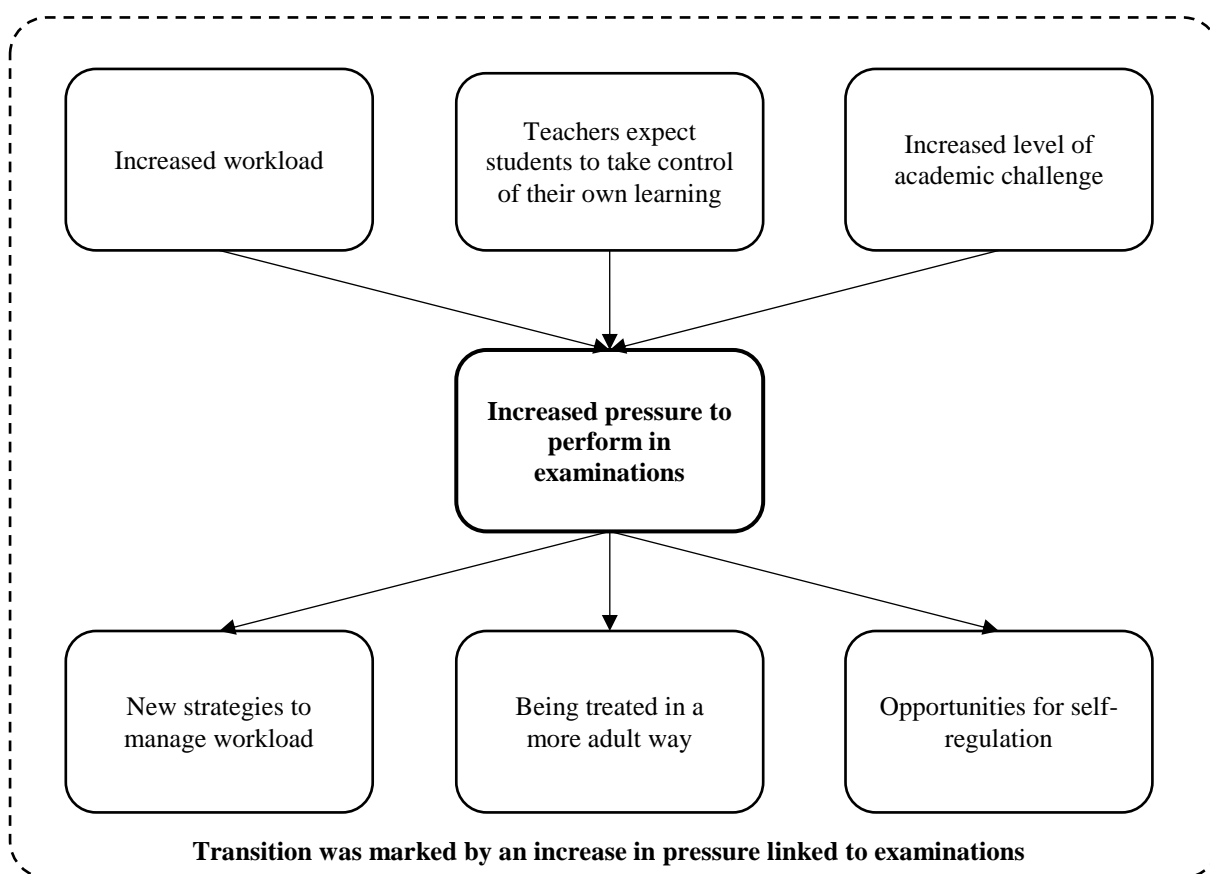 Increased workload
Teachers expect
students to take control
of their own learning
Increased level of
academic challenge
Increased pressure to
perform in
examinations
New strategies to
manage workload
Being treated in a
more adult way
Opportunities for self-
regulation
Transition was marked by an increase in pressure linked to examinations